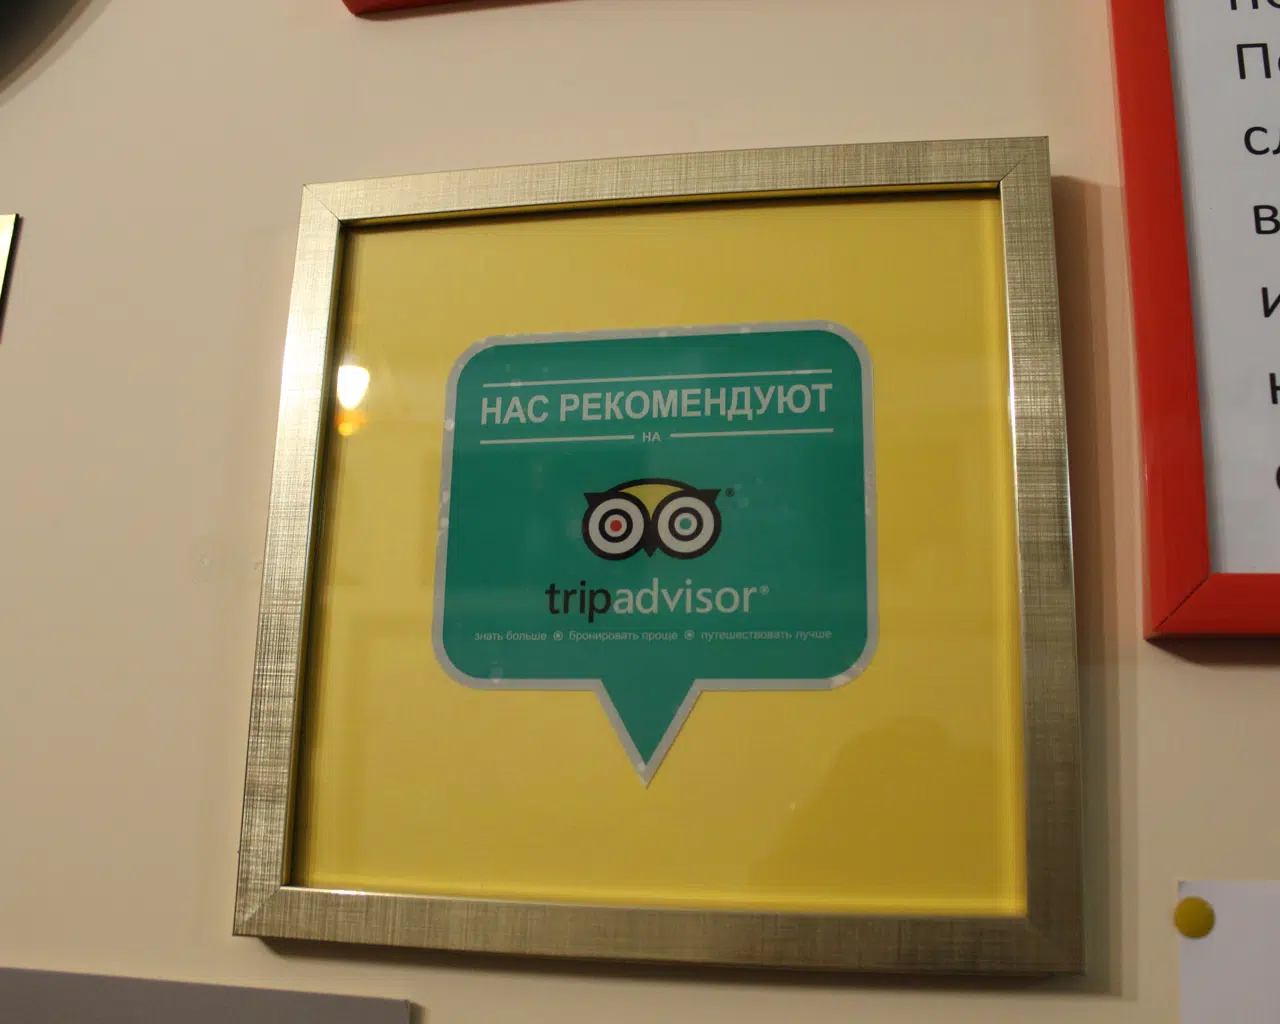 НАС РЕКОМЕНДУЮТ
НА
tripadvisor®
знать больше ◉ бронировать проще ◉ путешествовать лучше